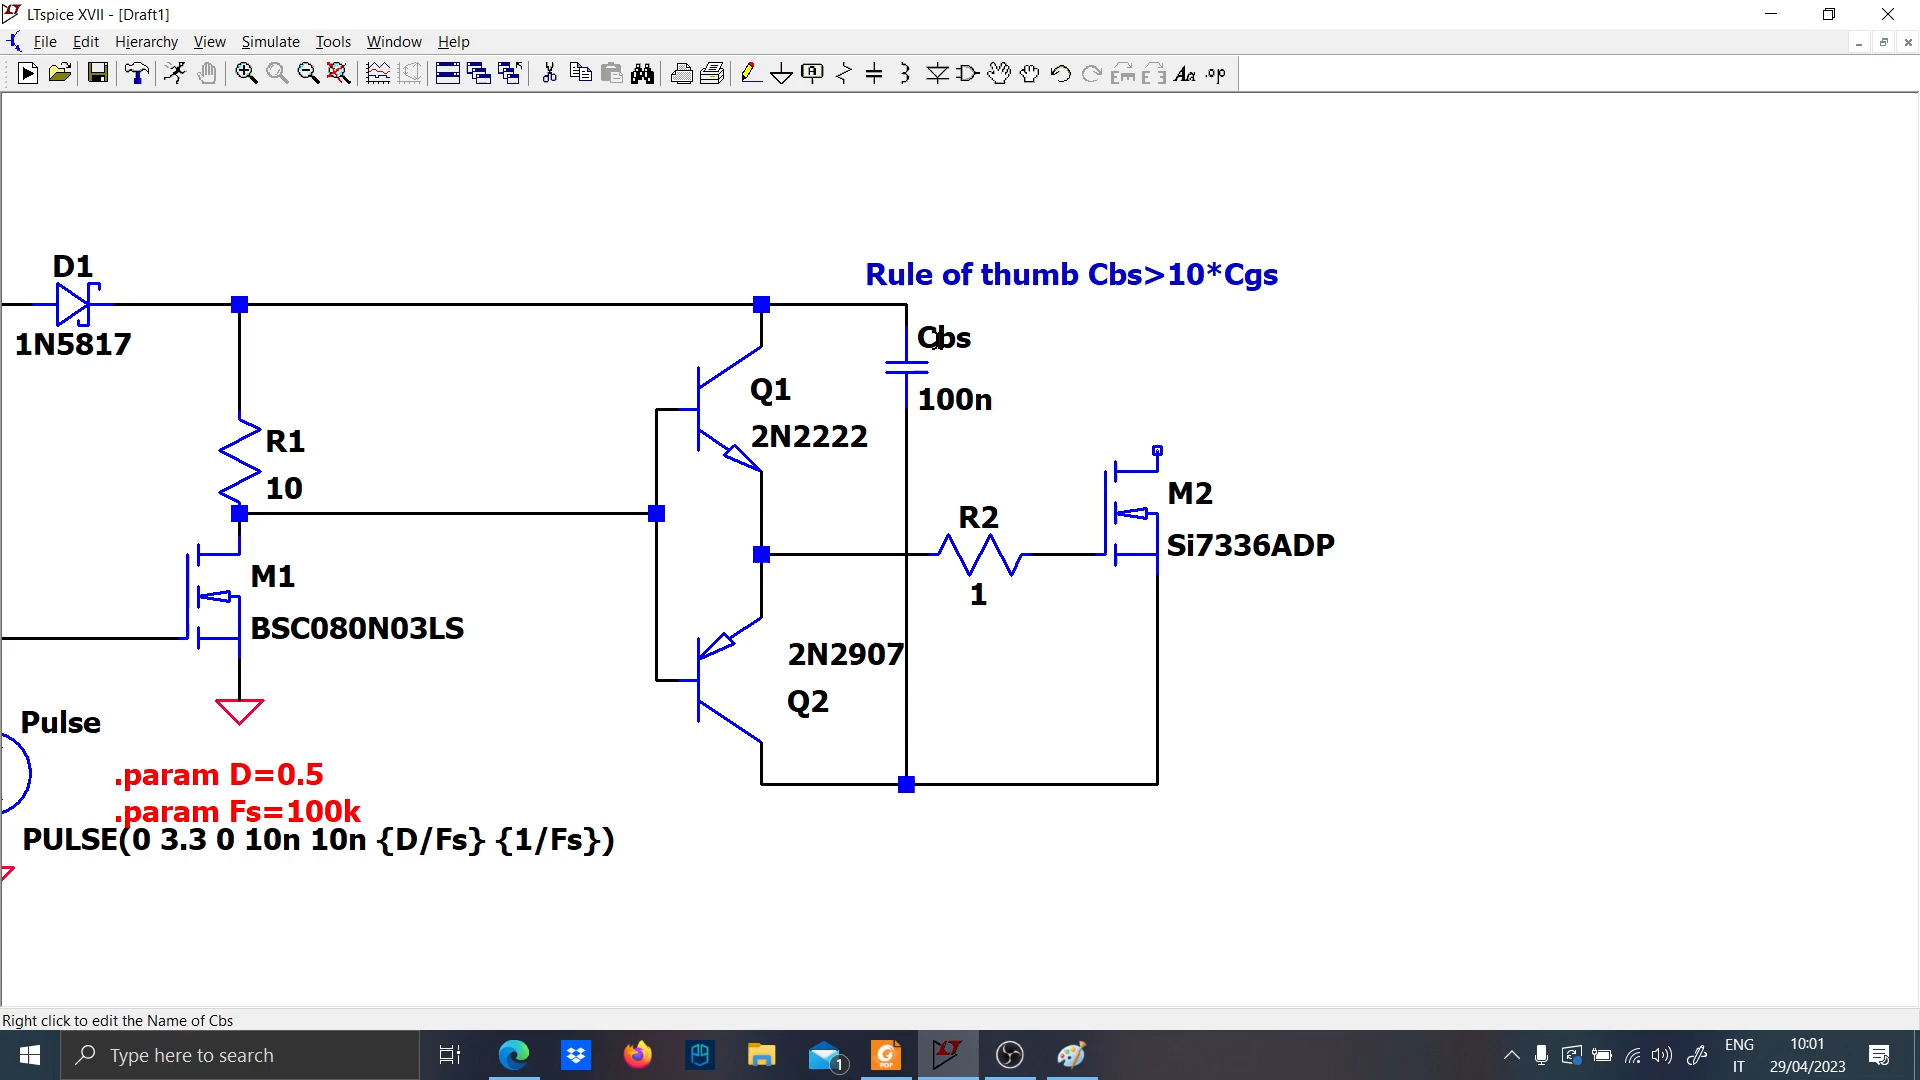 LTspice XVII - [Draft1]
File Edit Hierarchy View Simulate Tools Window Help
Rule of thumb Cbs>10*Cgs
D1
1N5817
Cbs
100n
Q1
2N2222
R1
10
M2
Si7336ADP
R2
1
M1
BSC080N03LS
2N2907
Q2
Pulse
.param D=0.5
.param Fs=100k
PULSE(0 3.3 0 10n 10n {D/Fs} {1/Fs})
Right click to edit the Name of Cbs
Type here to search
1
ENG
IT
10:01
29/04/2023